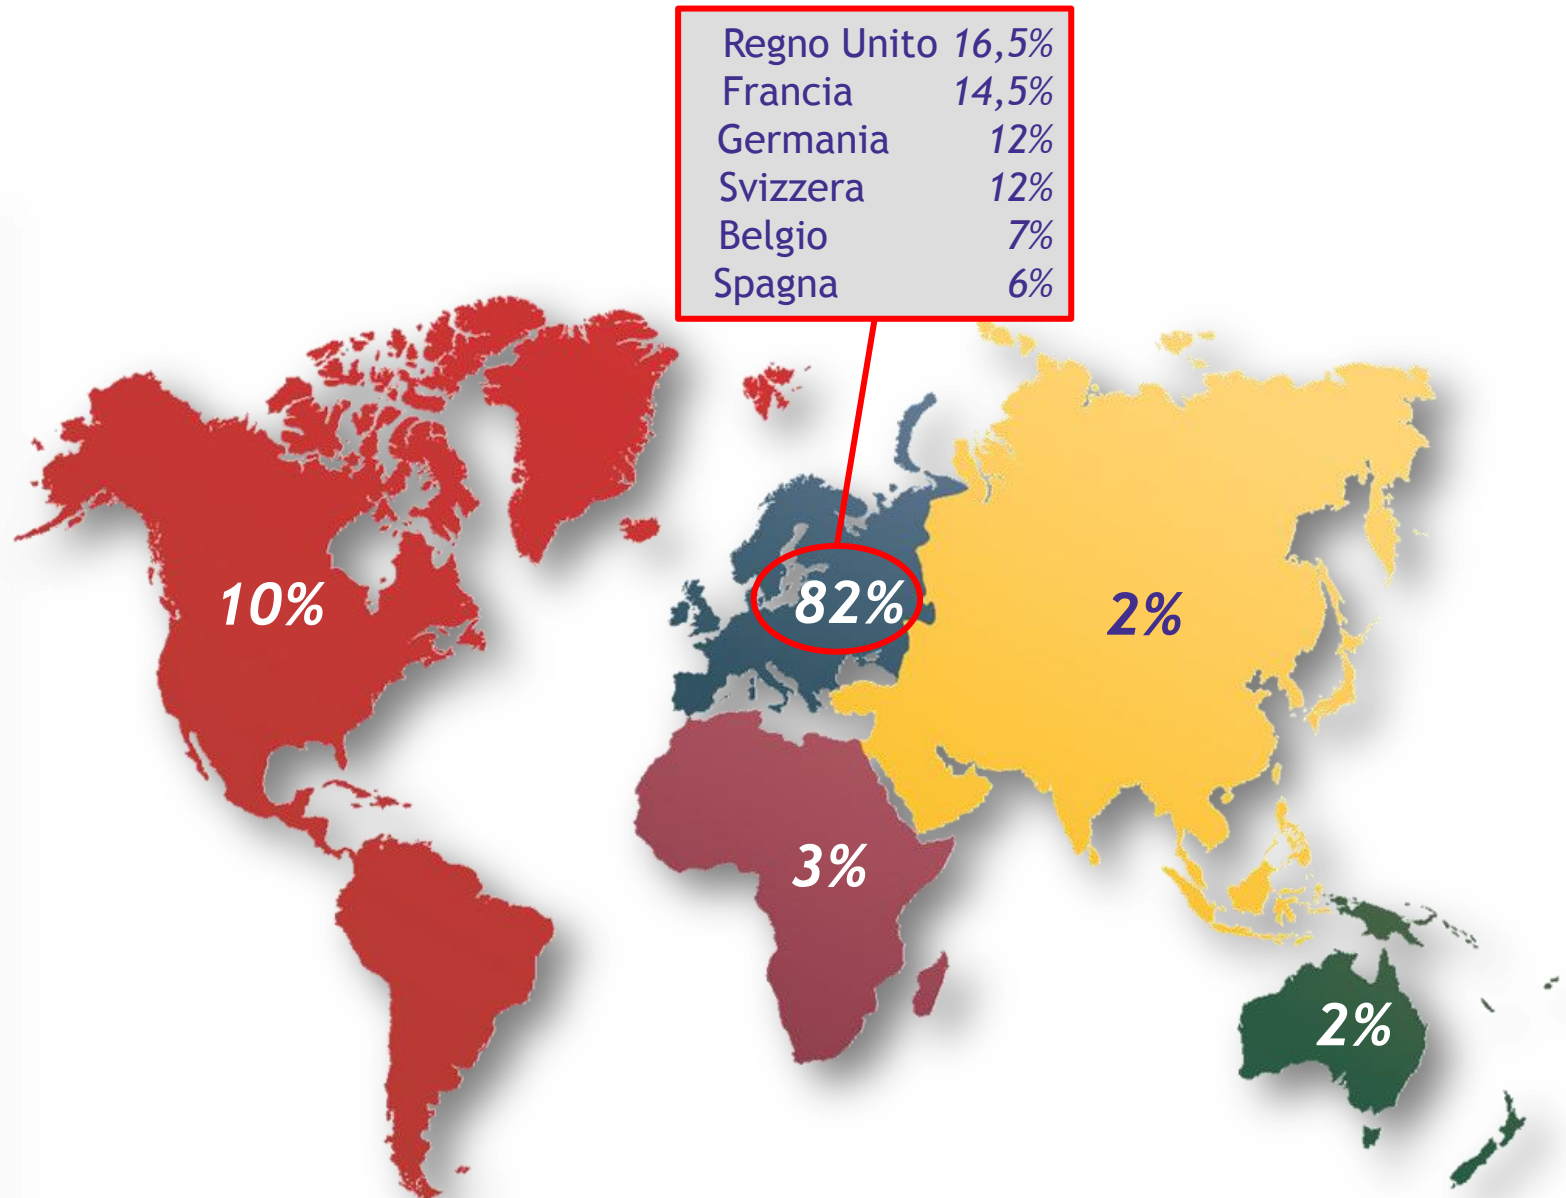 Regno Unito 16,5%
Francia 14,5%
Germania 12%
Svizzera 12%
Belgio 7%
Spagna 6%
10%
82%
2%
3%
2%